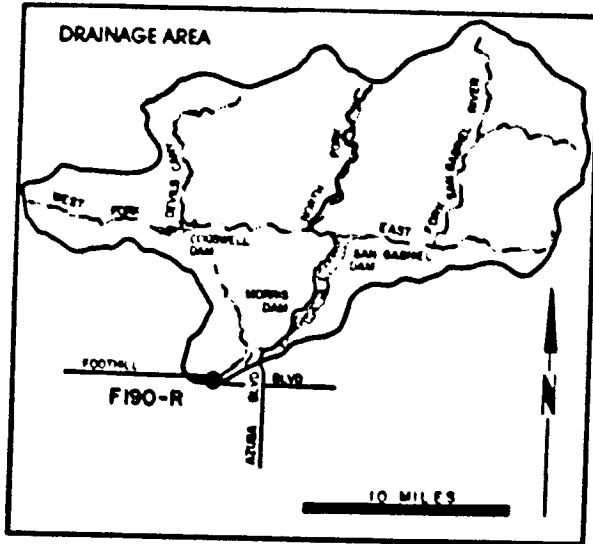 DRAINAGE AREA
WEST FORK
DEVILS CANY
NORTH FORK
EAST FORK SAN GABRIEL RIVER
COGSWELL
DAM
SAN GABRIEL
DAM
MORRIS
DAM
FOOTHILL BLVD
F190-R
AZUSA BLVD
N
10 MILES